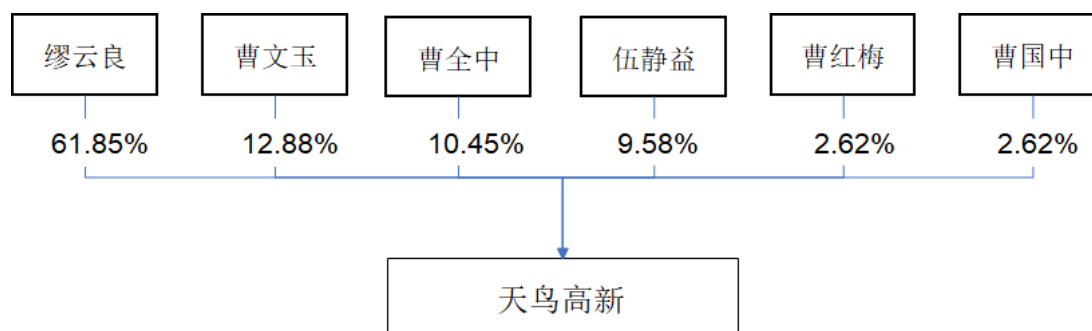 缪云良 曹文玉 曹全中 伍静益 曹红梅 曹国中
61.85% 12.88% 10.45% 9.58% 2.62% 2.62%
天鸟高新